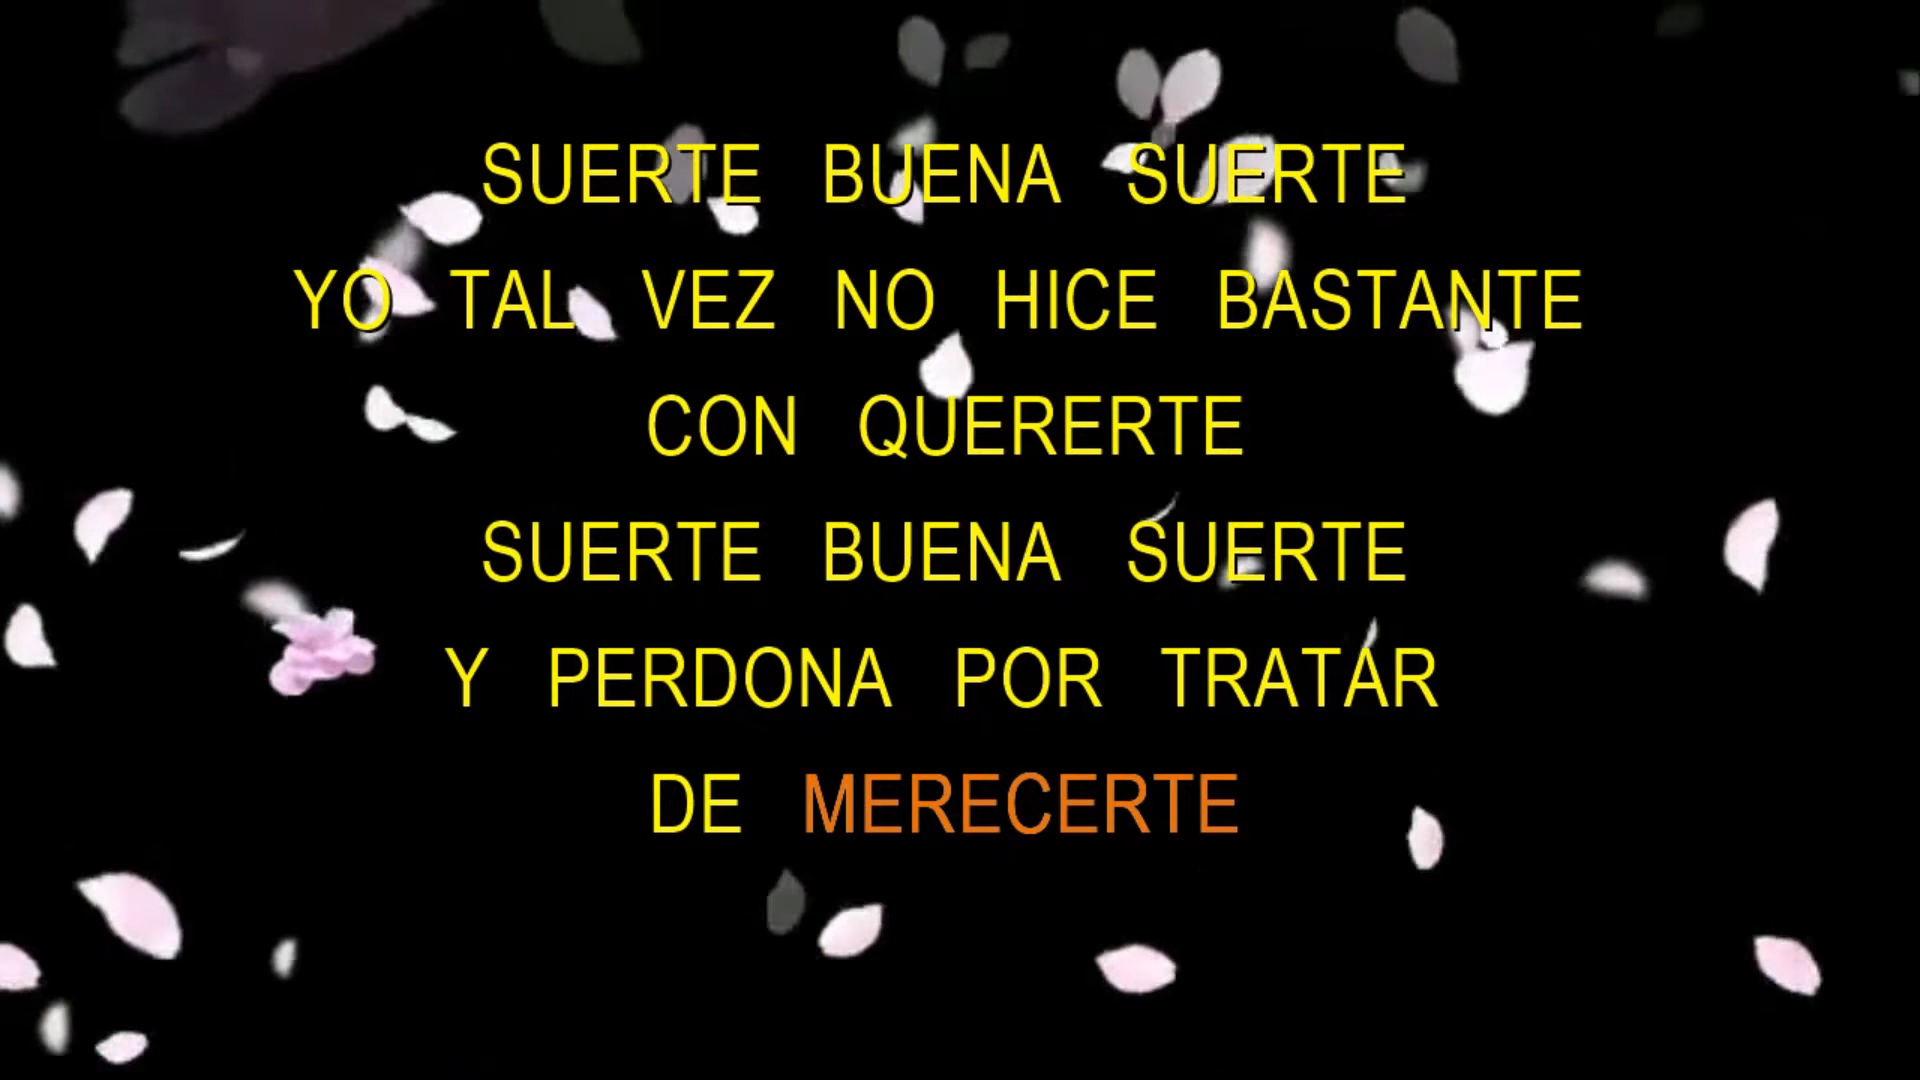 SUERTE BUENA SUERTE
YO TAL VEZ NO HICE BASTANTE
CON QUERERTE
SUERTE BUENA SUERTE
Y PERDONA POR TRATAR
DE MERECERTE